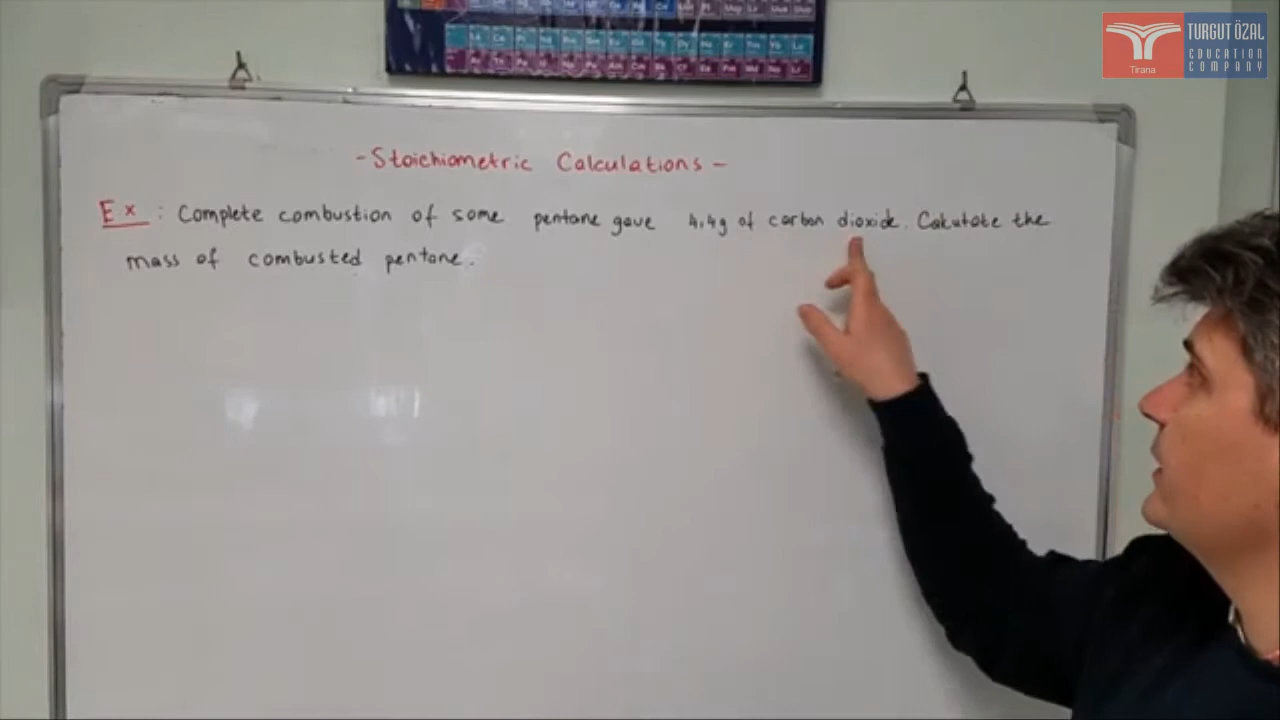 TURGUT ÖZAL
EDUCATION
COMPANY
Tirana
- Stoichiometric Calculations -
Ex : Complete combustion of some pentane gave 4,4g of carbon dioxide. Calculate the
mass of combusted pentane.